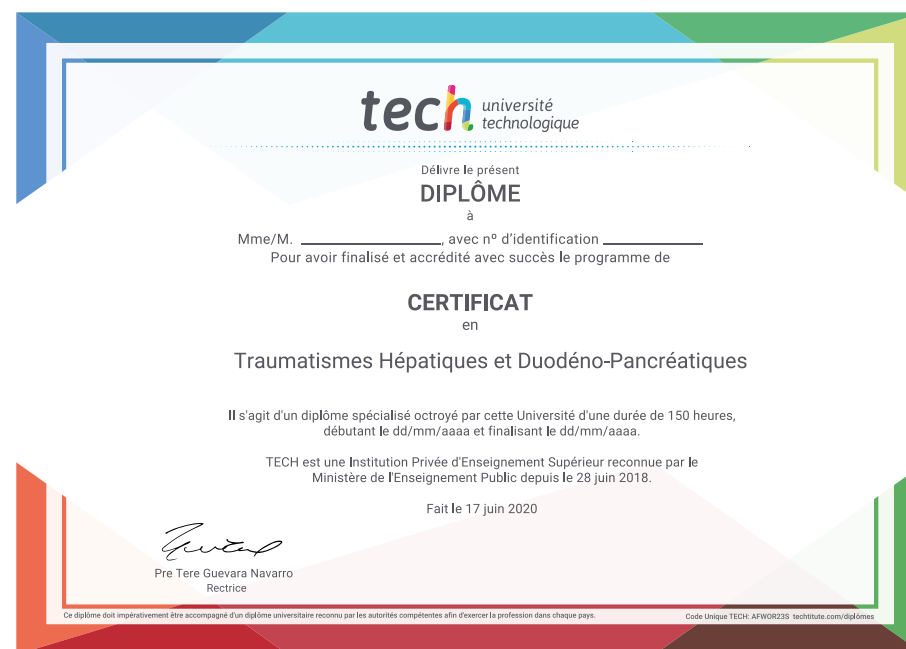 tech université
technologique
Délivre le présent
DIPLÔME
à
Mme/M. ____________________, avec nº d'identification ______________
Pour avoir finalisé et accrédité avec succès le programme de
CERTIFICAT
en
Traumatismes Hépatiques et Duodéno-Pancréatiques
Il s'agit d'un diplôme spécialisé octroyé par cette Université d'une durée de 150 heures,
débutant le dd/mm/aaaa et finalisant le dd/mm/aaaa.
TECH est une Institution Privée d'Enseignement Supérieur reconnue par le
Ministère de l'Enseignement Public depuis le 28 juin 2018.
Fait le 17 juin 2020
Pre Tere Guevara Navarro
Rectrice
Ce diplôme doit impérativement être accompagné d'un diplôme universitaire reconnu par les autorités compétentes afin d'exercer la profession dans chaque pays.
Code Unique TECH: AFWOR23S techtitute.com/diplômes